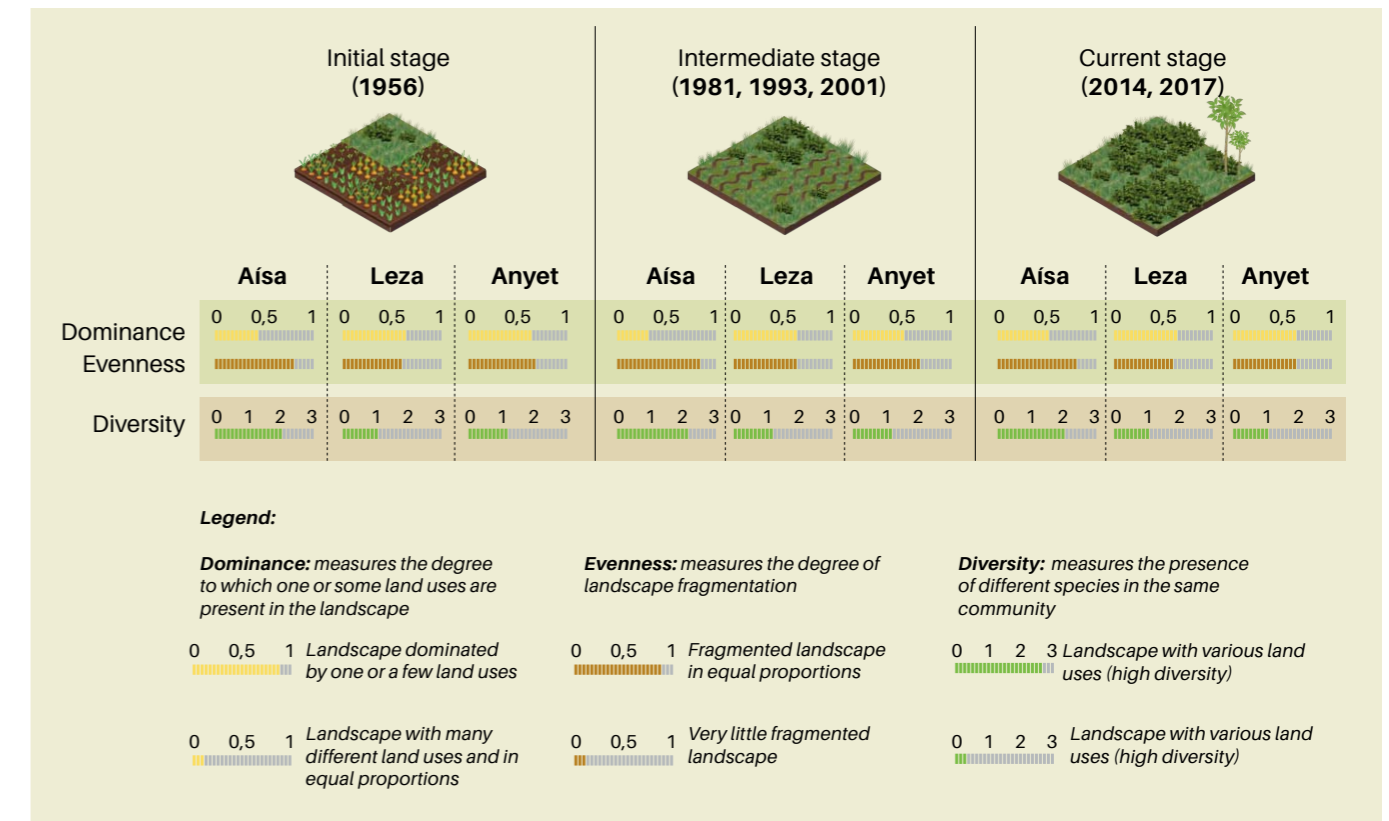 Initial stage
(1956)
Intermediate stage
(1981, 1993, 2001)
Current stage
(2014, 2017)
Aísa Leza Anyet Aísa Leza Anyet Aísa Leza Anyet
Dominance 0 0,5 1 0 0,5 1 0 0,5 1 0 0,5 1 0 0,5 1 0 0,5 1 0 0,5 1 0 0,5 1 0 0,5 1
Evenness
Diversity 0 1 2 3 0 1 2 3 0 1 2 3 0 1 2 3 0 1 2 3 0 1 2 3 0 1 2 3 0 1 2 3 0 1 2 3
Legend:
Dominance: measures the degree
to which one or some land uses are
present in the landscape
0 0,5 1 Landscape dominated
by one or a few land uses
0 0,5 1 Landscape with many
different land uses and in
equal proportions
Evenness: measures the degree of
landscape fragmentation
0 0,5 1 Fragmented landscape
in equal proportions
0 0,5 1 Very little fragmented
landscape
Diversity: measures the presence
of different species in the same
community
0 1 2 3 Landscape with various land
uses (high diversity)
0 1 2 3 Landscape with various land
uses (high diversity)